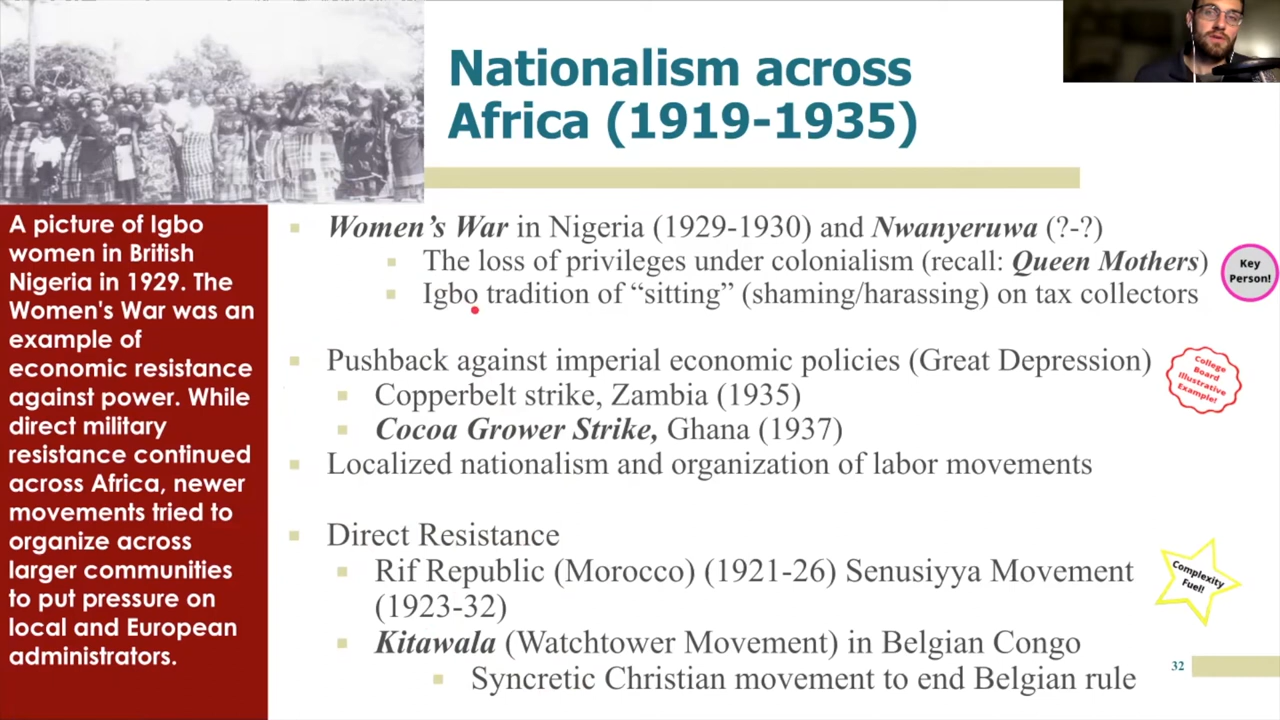 Nationalism across
Africa (1919-1935)
A picture of Igbo
women in British
Nigeria in 1929. The
Women's War was an
example of
economic resistance
against power. While
direct military
resistance continued
across Africa, newer
movements tried to
organize across
larger communities
to put pressure on
local and European
administrators.
Women's War in Nigeria (1929-1930) and Nwanyeruwa (?-?)
The loss of privileges under colonialism (recall: Queen Mothers)
Igbo tradition of “sitting” (shaming/harassing) on tax collectors
Key
Person!
Pushback against imperial economic policies (Great Depression)
Copperbelt strike, Zambia (1935)
Cocoa Grower Strike, Ghana (1937)
Localized nationalism and organization of labor movements
College
Board
Illustrative
Example!
Direct Resistance
Rif Republic (Morocco) (1921-26) Senusiyya Movement
(1923-32)
Kitawala (Watchtower Movement) in Belgian Congo
Syncretic Christian movement to end Belgian rule
Complexity
Fuel!
32